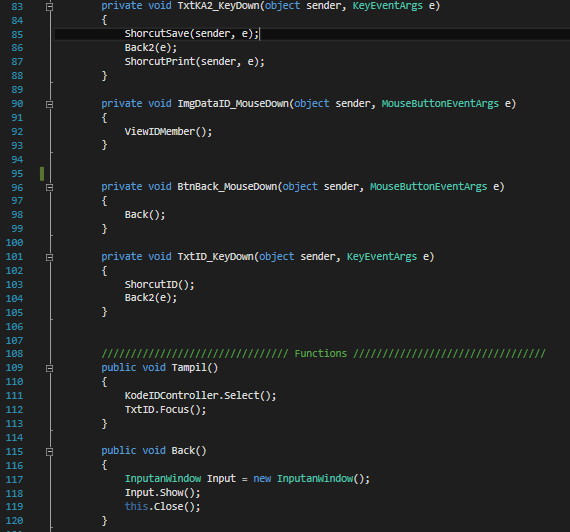 83 private void TxtKA2_KeyDown(object sender, KeyEventArgs e)
84 {
85 ShorcutSave(sender, e);
86 Back2(e);
87 ShorcutPrint(sender, e);
88 }
89
90 private void ImgDataID_MouseDown(object sender, MouseButtonEventArgs e)
91 {
92 ViewIDMember();
93 }
94
95
96 private void BtnBack_MouseDown(object sender, MouseButtonEventArgs e)
97 {
98 Back();
99 }
100
101 private void TxtID_KeyDown(object sender, KeyEventArgs e)
102 {
103 ShorcutID();
104 Back2(e);
105 }
106
107
108 //////////////////////////////// Functions /////////////////////////////////
109 public void Tampil()
110 {
111 KodeIDController.Select();
112 TxtID.Focus();
113 }
114
115 public void Back()
116 {
117 InputanWindow Input = new InputanWindow();
118 Input.Show();
119 this.Close();
120 }